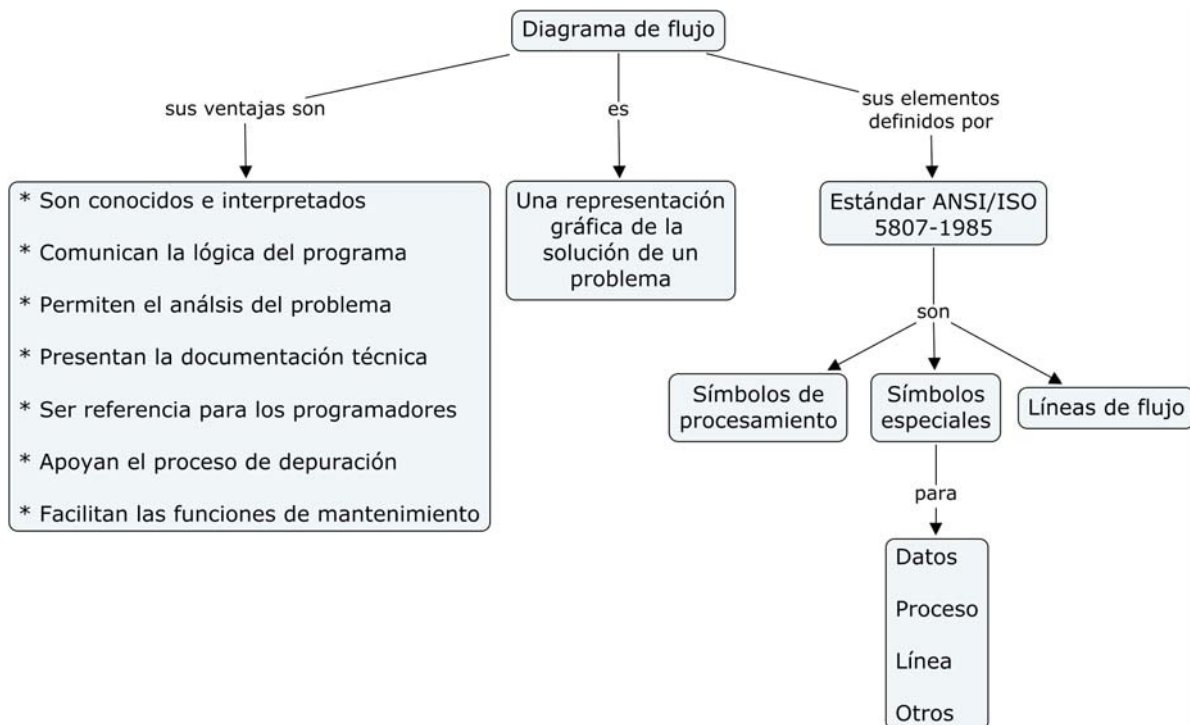 Diagrama de flujo
sus ventajas son
es
sus elementos
definidos por
* Son conocidos e interpretados
* Comunican la lógica del programa
* Permiten el análsis del problema
* Presentan la documentación técnica
* Ser referencia para los programadores
* Apoyan el proceso de depuración
* Facilitan las funciones de mantenimiento
Una representación
gráfica de la
solución de un
problema
Estándar ANSI/ISO
5807-1985
son
Símbolos de
procesamiento
Símbolos
especiales
Líneas de flujo
para
Datos
Proceso
Línea
Otros